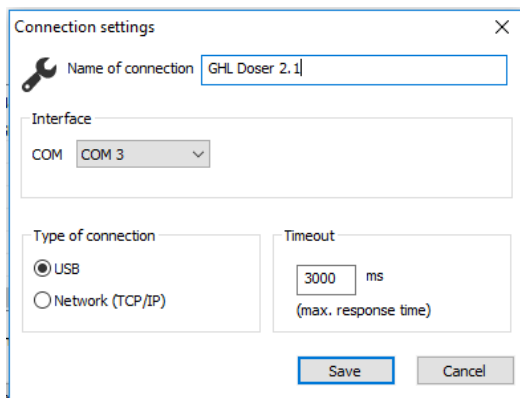 Connection settings
Name of connection GHL Doser 2.1
Interface
COM COM 3
Type of connection
USB
Network (TCP/IP)
Timeout
3000 ms
(max. response time)
Save Cancel